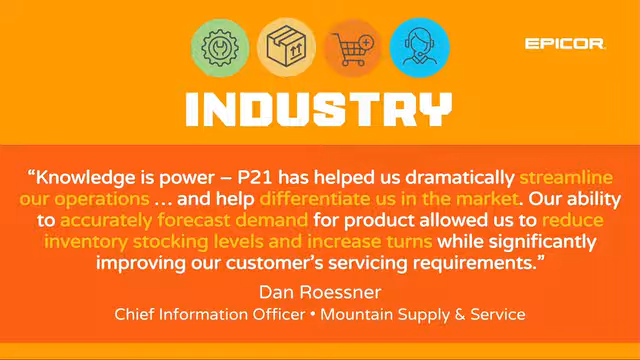 EPICOR
INDUSTRY
“Knowledge is power – P21 has helped us dramatically streamline
our operations … and help differentiate us in the market. Our ability
to accurately forecast demand for product allowed us to reduce
inventory stocking levels and increase turns while significantly
improving our customer’s servicing requirements.”
Dan Roessner
Chief Information Officer • Mountain Supply & Service